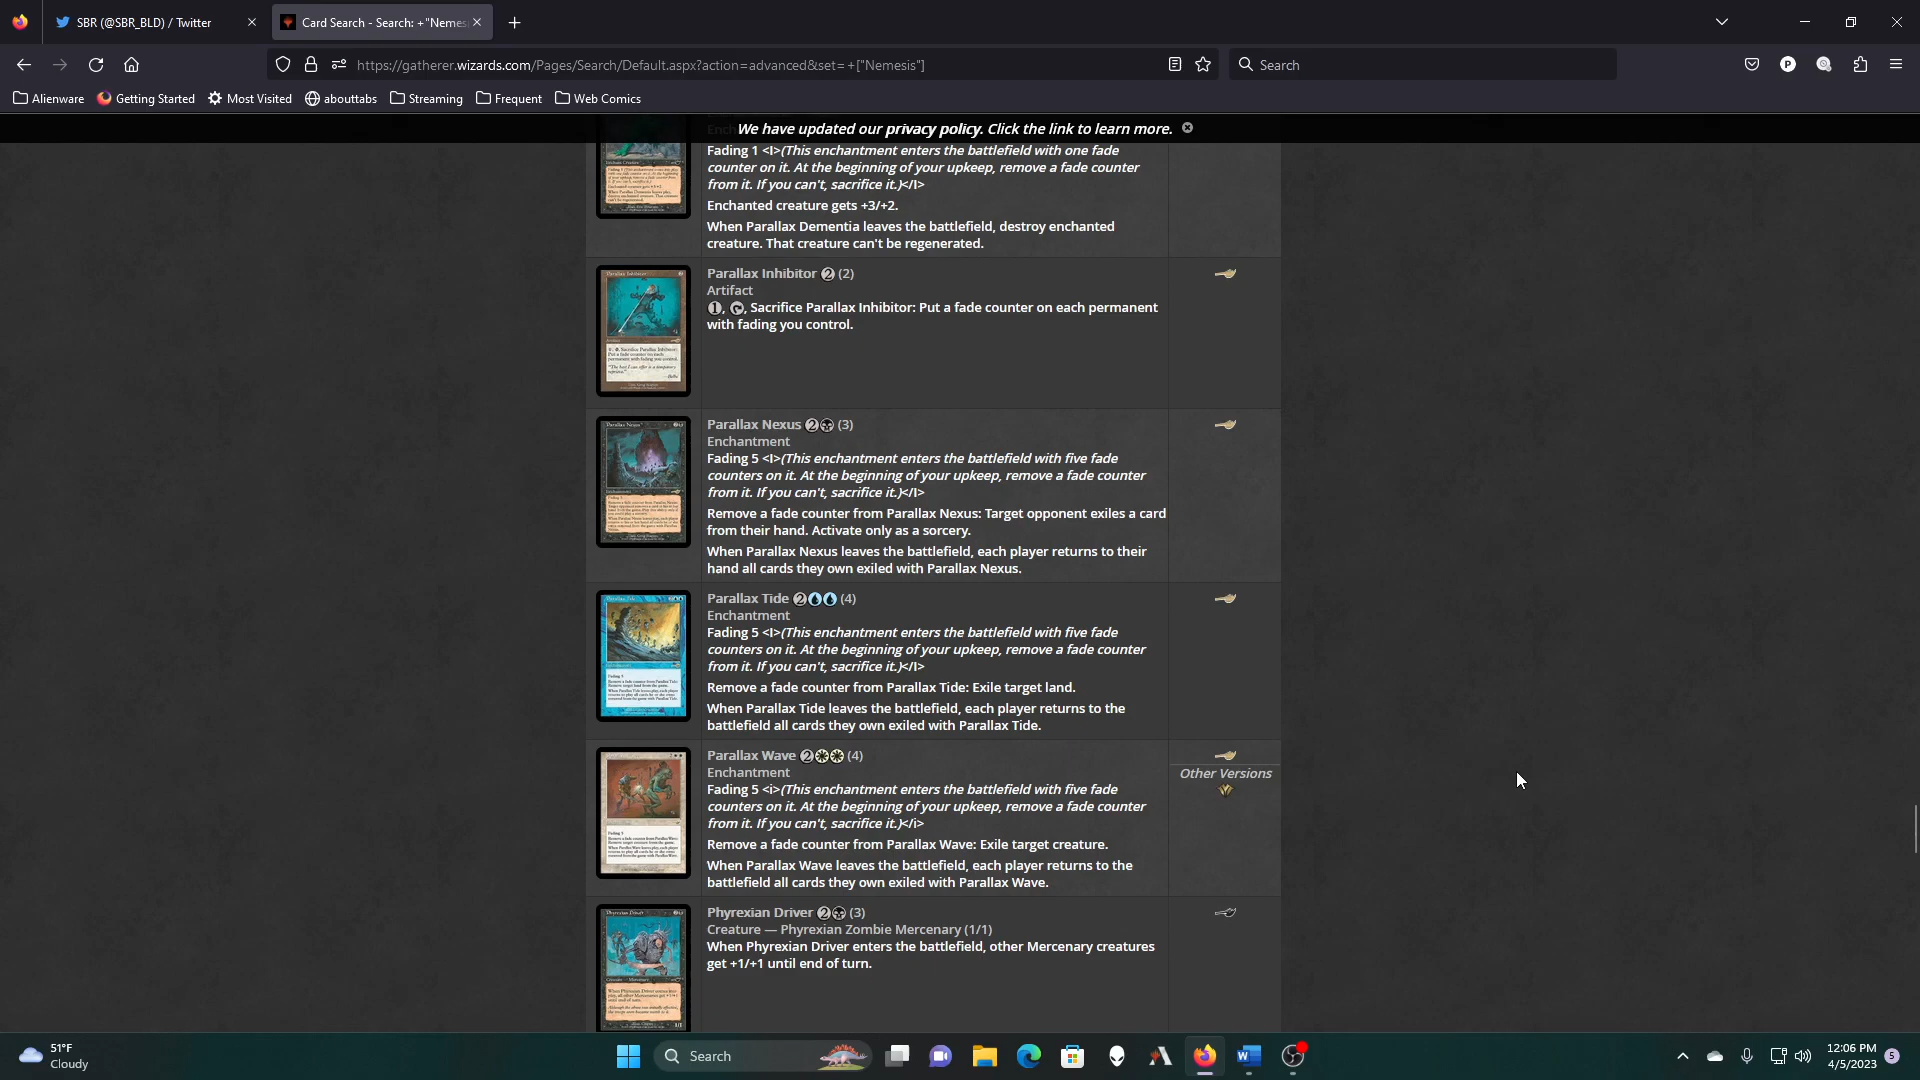 SBR (@SBR_BLD) / Twitter
Card Search - Search: +"Nemes
https://gatherer.wizards.com/Pages/Search/Default.aspx?action=advanced&set=+["Nemesis"]
Search
Alienware
Getting Started
Most Visited
abouttabs
Streaming
Frequent
Web Comics
We have updated our privacy policy. Click the link to learn more.
Fading 1 <I>(This enchantment enters the battlefield with one fade
counter on it. At the beginning of your upkeep, remove a fade counter
from it. If you can't, sacrifice it.)</I>
Enchanted creature gets +3/+2.
When Parallax Dementia leaves the battlefield, destroy enchanted
creature. That creature can't be regenerated.
Parallax Inhibitor 2 (2)
Artifact
1, , Sacrifice Parallax Inhibitor: Put a fade counter on each permanent
with fading you control.
Parallax Nexus 2 (3)
Enchantment
Fading 5 <I>(This enchantment enters the battlefield with five fade
counters on it. At the beginning of your upkeep, remove a fade counter
from it. If you can't, sacrifice it.)</I>
Remove a fade counter from Parallax Nexus: Target opponent exiles a card
from their hand. Activate only as a sorcery.
When Parallax Nexus leaves the battlefield, each player returns to their
hand all cards they own exiled with Parallax Nexus.
Parallax Tide 2 (4)
Enchantment
Fading 5 <I>(This enchantment enters the battlefield with five fade
counters on it. At the beginning of your upkeep, remove a fade counter
from it. If you can't, sacrifice it.)</I>
Remove a fade counter from Parallax Tide: Exile target land.
When Parallax Tide leaves the battlefield, each player returns to the
battlefield all cards they own exiled with Parallax Tide.
Parallax Wave 2 (4)
Enchantment
Fading 5 <i>(This enchantment enters the battlefield with five fade
counters on it. At the beginning of your upkeep, remove a fade counter
from it. If you can't, sacrifice it.)</i>
Remove a fade counter from Parallax Wave: Exile target creature.
When Parallax Wave leaves the battlefield, each player returns to the
battlefield all cards they own exiled with Parallax Wave.
Other Versions
Phyrexian Driver 2 (3)
Creature — Phyrexian Zombie Mercenary (1/1)
When Phyrexian Driver enters the battlefield, other Mercenary creatures
get +1/+1 until end of turn.
51°F
Cloudy
Search
12:06 PM
4/5/2023
5